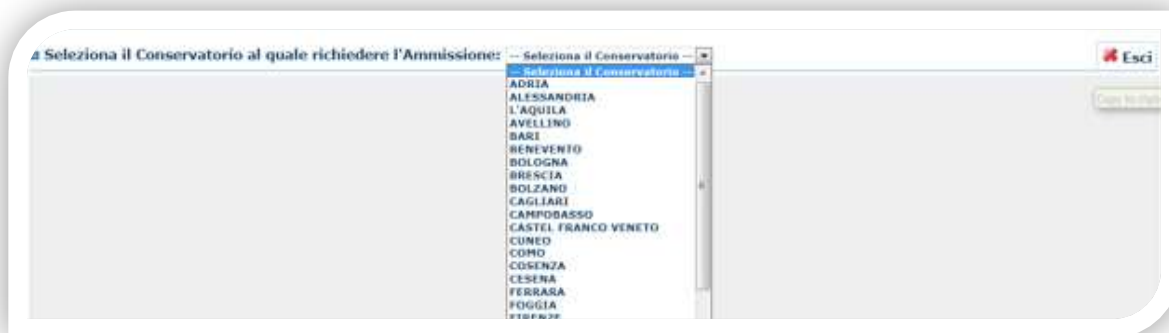 Seleziona il Conservatorio al quale richiedere l'Ammissione: -- Seleziona il Conservatorio --
Esci
-- Seleziona il Conservatorio --
ADRIA
ALESSANDRIA
L'AQUILA
AVELLINO
BARI
BENEVENTO
BOLOGNA
BRESCIA
BOLZANO
CAGLIARI
CAMPOBASSO
CASTEL FRANCO VENETO
CUNEO
COMO
COSENZA
CESENA
FERRARA
FOGGIA
FIRENZE